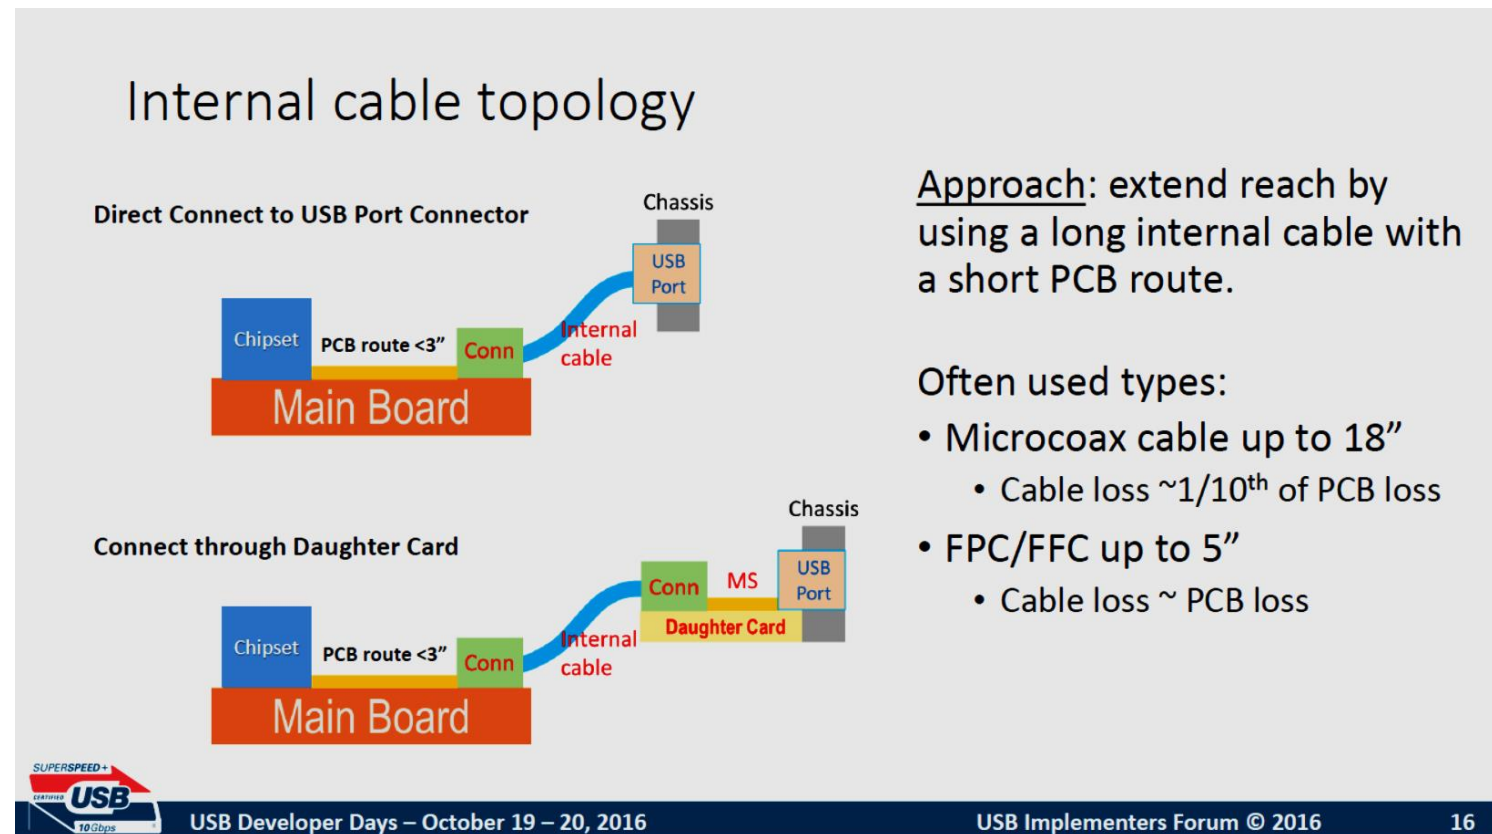 Internal cable topology
Direct Connect to USB Port Connector
Chassis
USB
Port
Chipset
PCB route <3”
Conn
Internal
cable
Main Board
Connect through Daughter Card
Chassis
USB
Port
Conn
MS
Daughter Card
Chipset
PCB route <3”
Conn
Internal
cable
Main Board
Approach: extend reach by
using a long internal cable with
a short PCB route.
Often used types:
• Microcoax cable up to 18”
• Cable loss ~1/10th of PCB loss
• FPC/FFC up to 5”
• Cable loss ~ PCB loss
SUPERSPEED+
CERTIFIED
USB
10Gbps
USB Developer Days – October 19 – 20, 2016
USB Implementers Forum © 2016
16